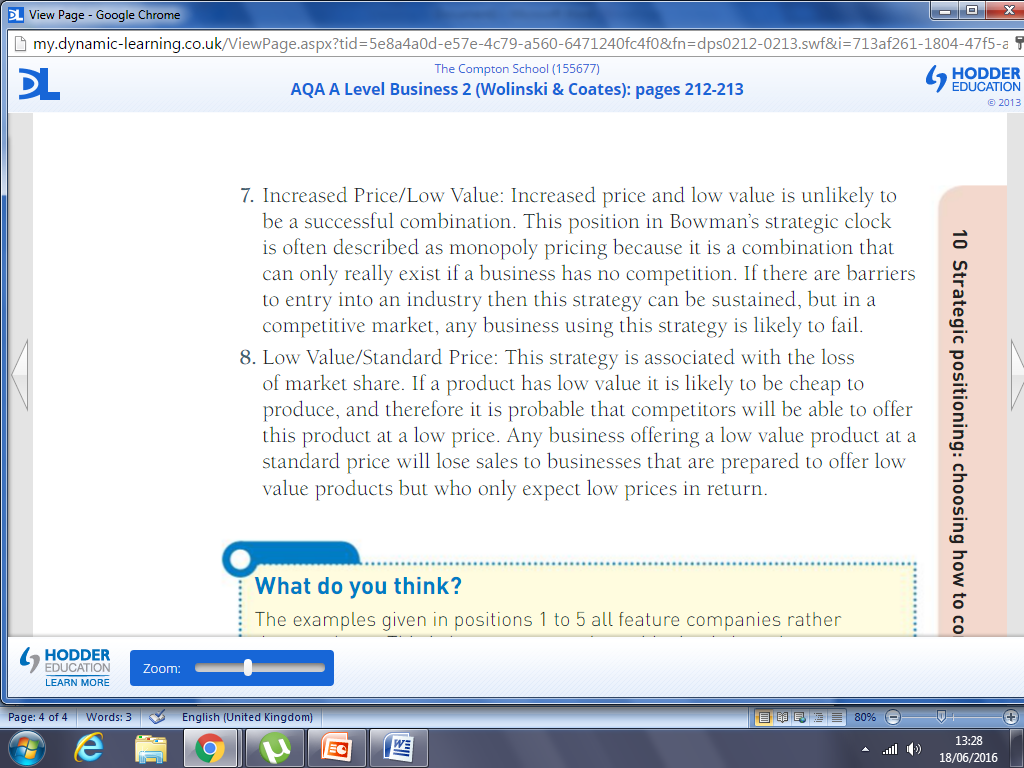 View Page - Google Chrome
my.dynamic-learning.co.uk/ViewPage.aspx?tid=5e8a4a0d-e57e-4c79-a560-6471240fc4f0&fn=dps0212-0213.swf&i=713af261-1804-47f5-a
The Compton School (155677)
AQA A Level Business 2 (Wolinski & Coates): pages 212-213
DL
HODDER
EDUCATION
© 2013
7. Increased Price/Low Value: Increased price and low value is unlikely to
be a successful combination. This position in Bowman's strategic clock
is often described as monopoly pricing because it is a combination that
can only really exist if a business has no competition. If there are barriers
to entry into an industry then this strategy can be sustained, but in a
competitive market, any business using this strategy is likely to fail.
8. Low Value/Standard Price: This strategy is associated with the loss
of market share. If a product has low value it is likely to be cheap to
produce, and therefore it is probable that competitors will be able to offer
this product at a low price. Any business offering a low value product at a
standard price will lose sales to businesses that are prepared to offer low
value products but who only expect low prices in return.
10 Strategic positioning: choosing how to co
What do you think?
The examples given in positions 1 to 5 all feature companies rather
HODDER
EDUCATION
LEARN MORE
Zoom:
Page: 4 of 4 Words: 3 English (United Kingdom) 80%
13:28
18/06/2016